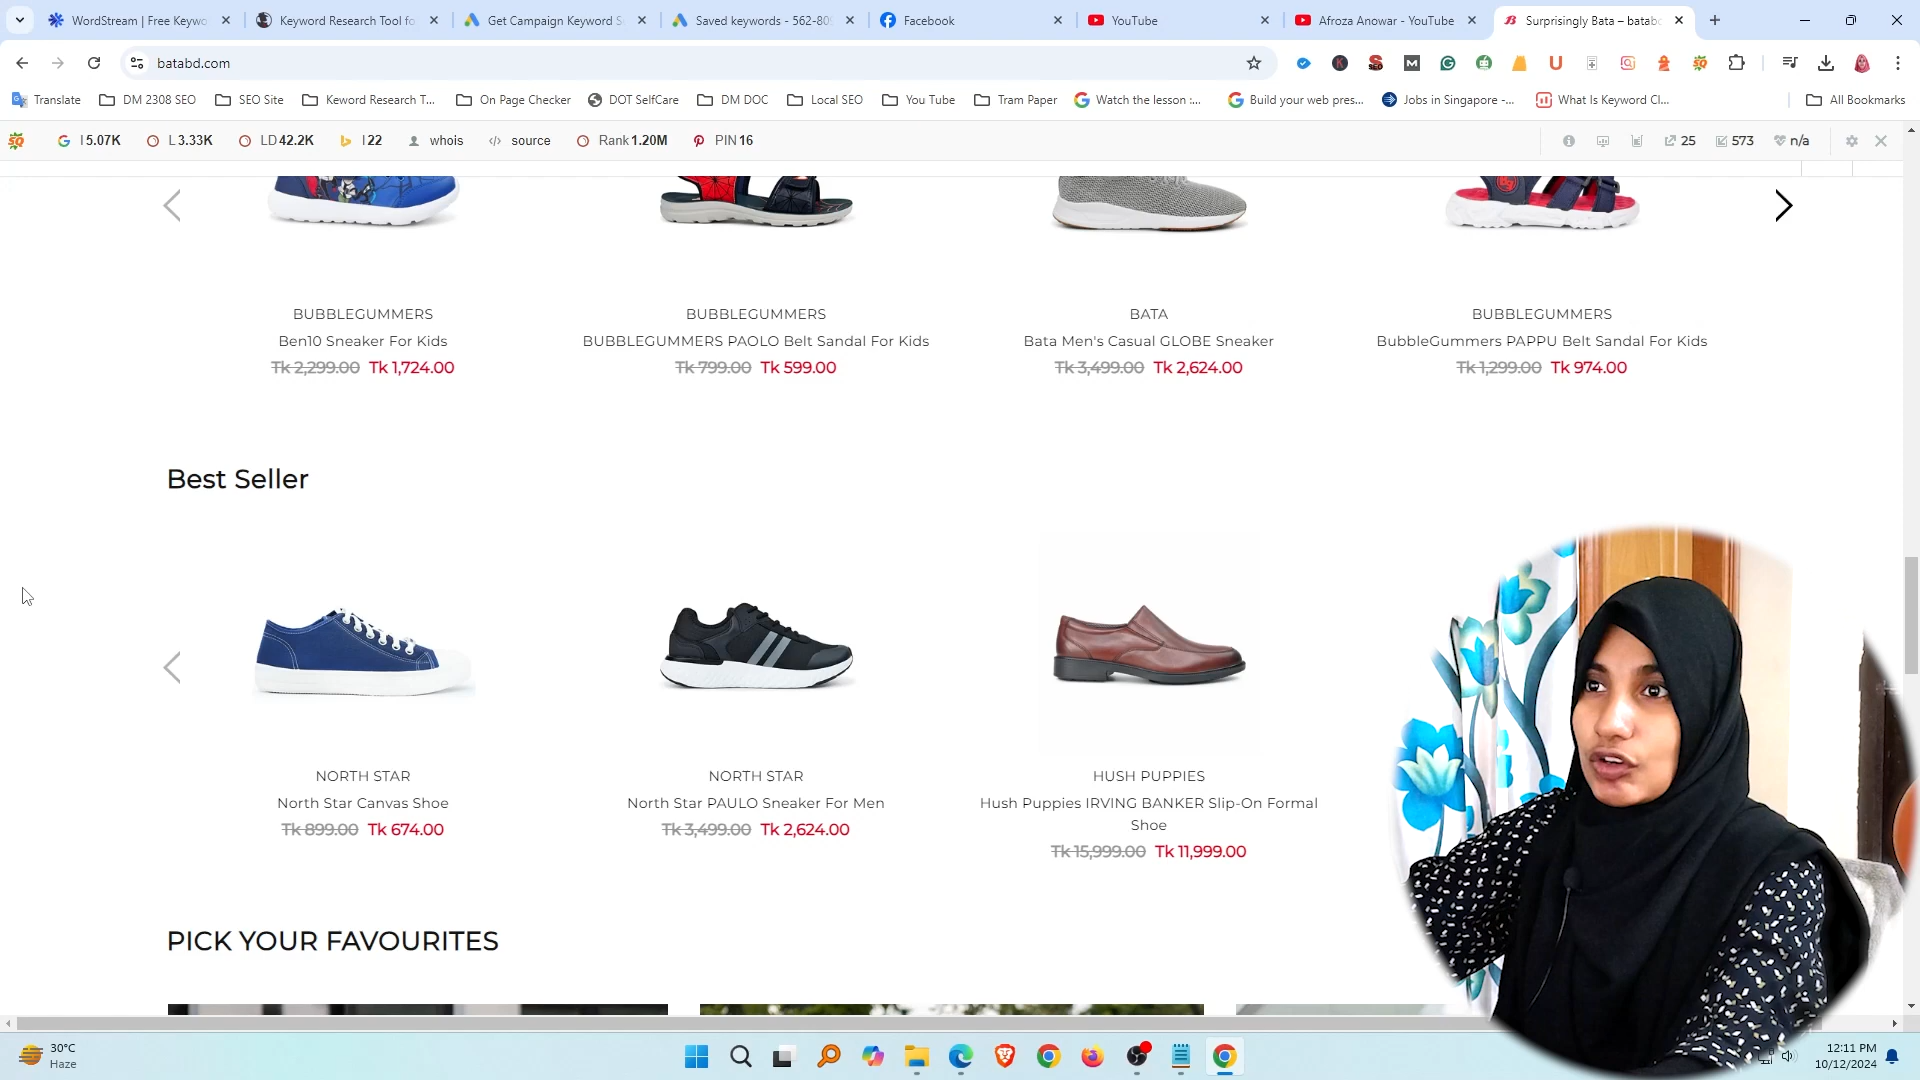 WordStream | Free Keywo
Keyword Research Tool fo
Get Campaign Keyword S
Saved keywords - 562-80
Facebook
YouTube
Afroza Anowar - YouTube
Surprisingly Bata – batab
batabd.com
Translate
DM 2308 SEO
SEO Site
Keword Research T...
On Page Checker
DOT SelfCare
DM DOC
Local SEO
You Tube
Tram Paper
Watch the lesson :...
Build your web pres...
Jobs in Singapore -...
What Is Keyword Cl...
All Bookmarks
I 5.07K
L 3.33K
LD 42.2K
I 22
whois
source
Rank 1.20M
PIN 16
25
573
n/a
BUBBLEGUMMERS
Ben10 Sneaker For Kids
Tk 2,299.00 Tk 1,724.00
BUBBLEGUMMERS
BUBBLEGUMMERS PAOLO Belt Sandal For Kids
Tk 799.00 Tk 599.00
BATA
Bata Men's Casual GLOBE Sneaker
Tk 3,499.00 Tk 2,624.00
BUBBLEGUMMERS
BubbleGummers PAPPU Belt Sandal For Kids
Tk 1,299.00 Tk 974.00
Best Seller
NORTH STAR
North Star Canvas Shoe
Tk 899.00 Tk 674.00
NORTH STAR
North Star PAULO Sneaker For Men
Tk 3,499.00 Tk 2,624.00
HUSH PUPPIES
Hush Puppies IRVING BANKER Slip-On Formal
Shoe
Tk 15,999.00 Tk 11,999.00
PICK YOUR FAVOURITES
30°C
Haze
12:11 PM
10/12/2024